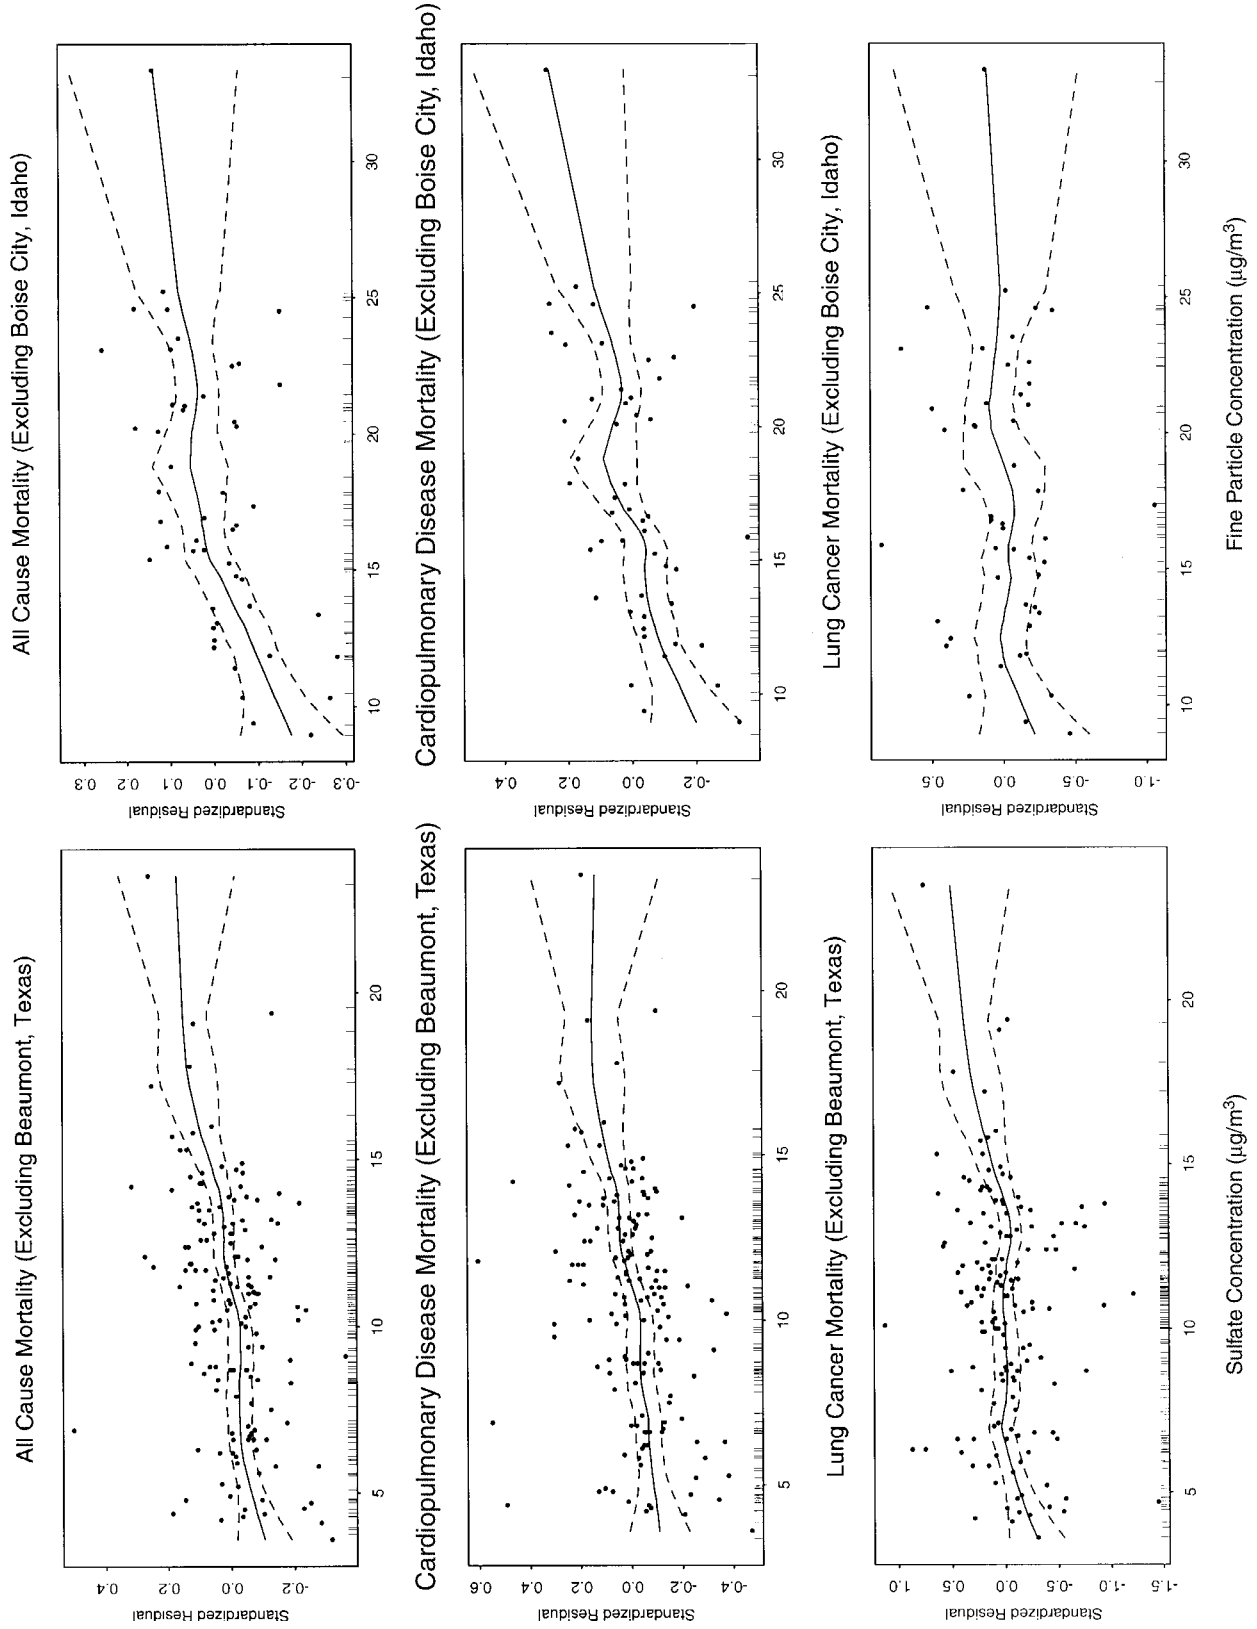 All Cause Mortality (Excluding Beaumont, Texas)
Standardized Residual
0.4
0.2
0.0
-0.2
5 10 15 20
All Cause Mortality (Excluding Boise City, Idaho)
Standardized Residual
0.3
0.2
0.1
0.0
-0.1
-0.2
-0.3
10 15 20 25 30
Cardiopulmonary Disease Mortality (Excluding Beaumont, Texas)
Standardized Residual
0.6
0.4
0.2
0.0
-0.2
-0.4
5 10 15 20
Cardiopulmonary Disease Mortality (Excluding Boise City, Idaho)
Standardized Residual
0.4
0.2
0.0
-0.2
10 15 20 25 30
Lung Cancer Mortality (Excluding Beaumont, Texas)
Standardized Residual
1.0
0.5
0.0
-0.5
-1.0
-1.5
5 10 15 20
Sulfate Concentration (µg/m³)
Lung Cancer Mortality (Excluding Boise City, Idaho)
Standardized Residual
0.5
0.0
-0.5
-1.0
10 15 20 25 30
Fine Particle Concentration (µg/m³)